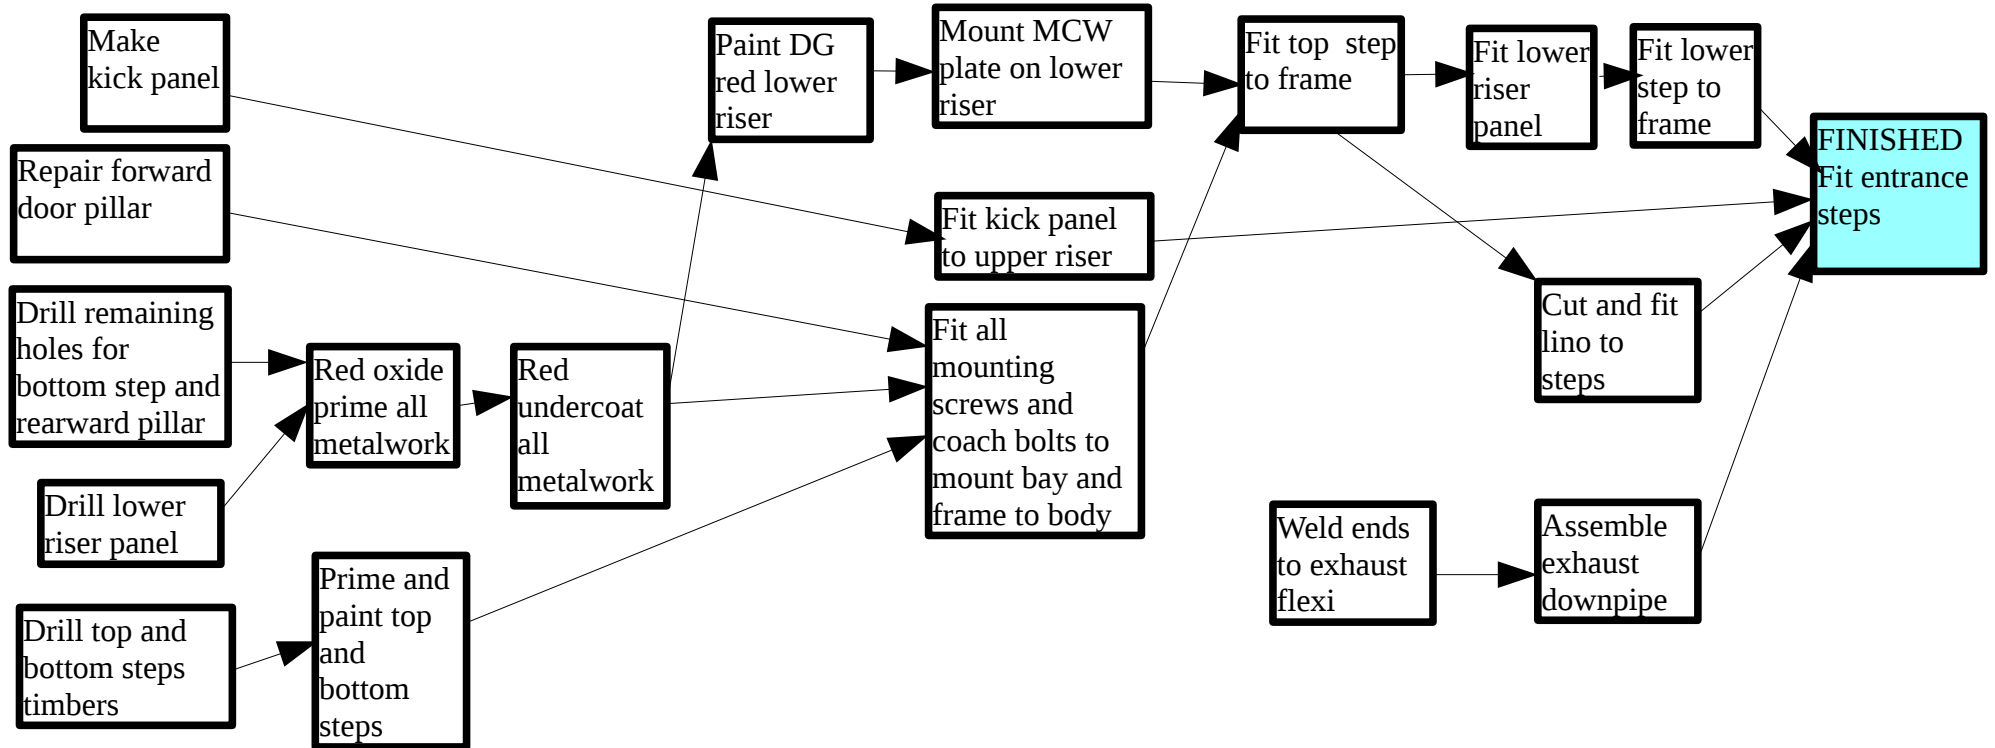 Make
kick panel
Repair forward
door pillar
Drill remaining
holes for
bottom step and
rearward pillar
Drill lower
riser panel
Drill top and
bottom steps
timbers
Red oxide
prime all
metalwork
Prime and
paint top
and
bottom
steps
Red
undercoat
all
metalwork
Paint DG
red lower
riser
Mount MCW
plate on lower
riser
Fit kick panel
to upper riser
Fit all
mounting
screws and
coach bolts to
mount bay and
frame to body
Fit top  step
to frame
Fit lower
riser
panel
Fit lower
step to
frame
Cut and fit
lino to
steps
Weld ends
to exhaust
flexi
Assemble
exhaust
downpipe
FINISHED
Fit entrance
steps